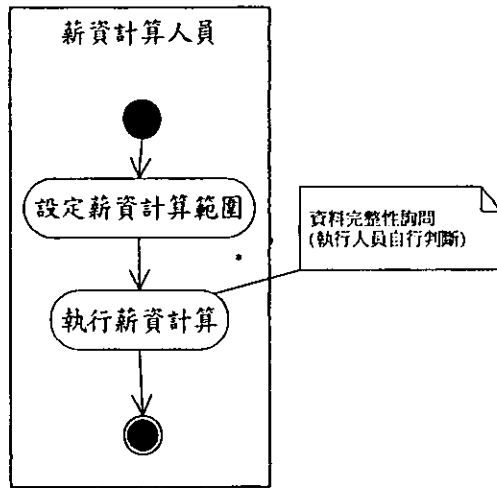 薪資計算人員
設定薪資計算範圍
資料完整性詢問
(執行人員自行判斷)
執行薪資計算